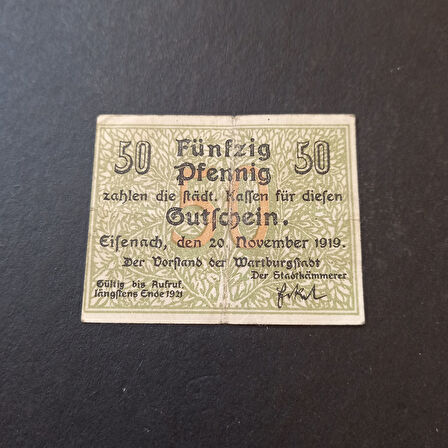 50 Fünfzig 50
Pfennig
zahlen die städt. Kassen für diesen
50
Gutschein.
Eisenach, den 20. November 1919.
Der Vorstand der Wartburgstadt
Der Stadtkämmerer
Gültig bis Aufruf.
längstens Ende 1921